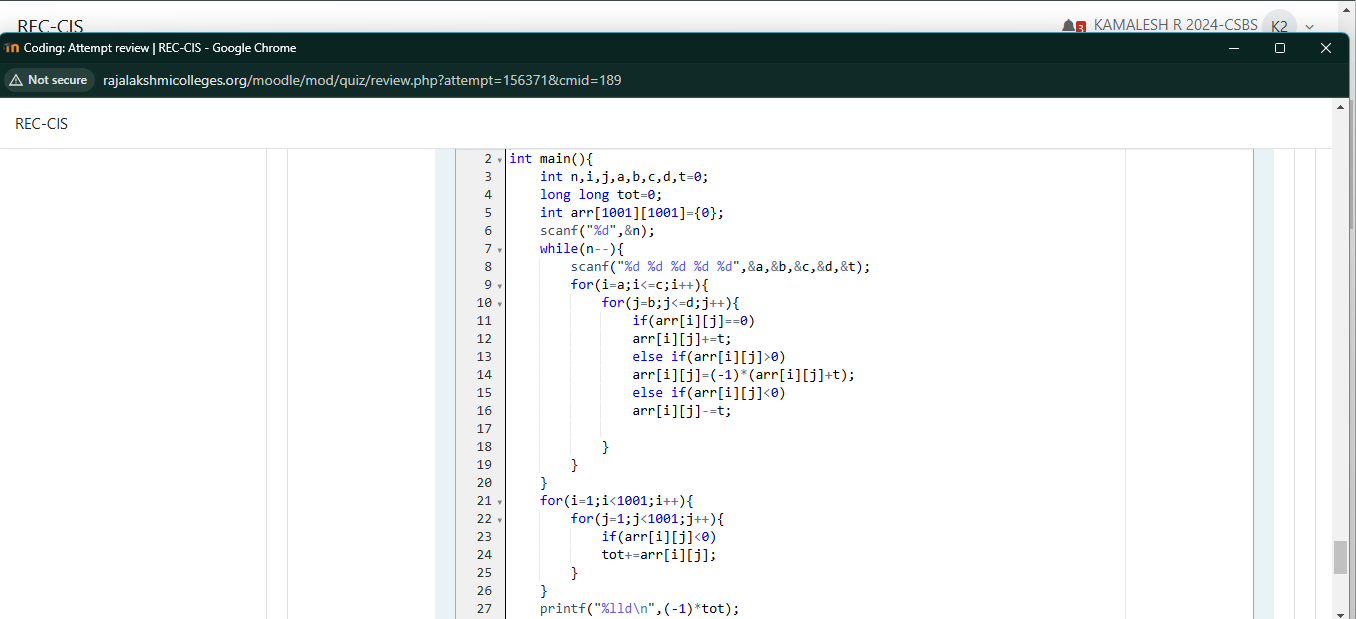 REC-CIS
3 KAMALESH R 2024-CSBS K2
Coding: Attempt review | REC-CIS - Google Chrome
Not secure rajalakshmicolleges.org/moodle/mod/quiz/review.php?attempt=156371&cmid=189
REC-CIS
2 int main(){
3 int n,i,j,a,b,c,d,t=0;
4 long long tot=0;
5 int arr[1001][1001]={0};
6 scanf("%d",&n);
7 while(n--){
8 scanf("%d %d %d %d %d",&a,&b,&c,&d,&t);
9 for(i=a;i<=c;i++){
10 for(j=b;j<=d;j++){
11 if(arr[i][j]==0)
12 arr[i][j]+=t;
13 else if(arr[i][j]>0)
14 arr[i][j]=(-1)*(arr[i][j]+t);
15 else if(arr[i][j]<0)
16 arr[i][j]-=t;
17
18 }
19 }
20 }
21 for(i=1;i<1001;i++){
22 for(j=1;j<1001;j++){
23 if(arr[i][j]<0)
24 tot+=arr[i][j];
25 }
26 }
27 printf("%lld\n",(-1)*tot);